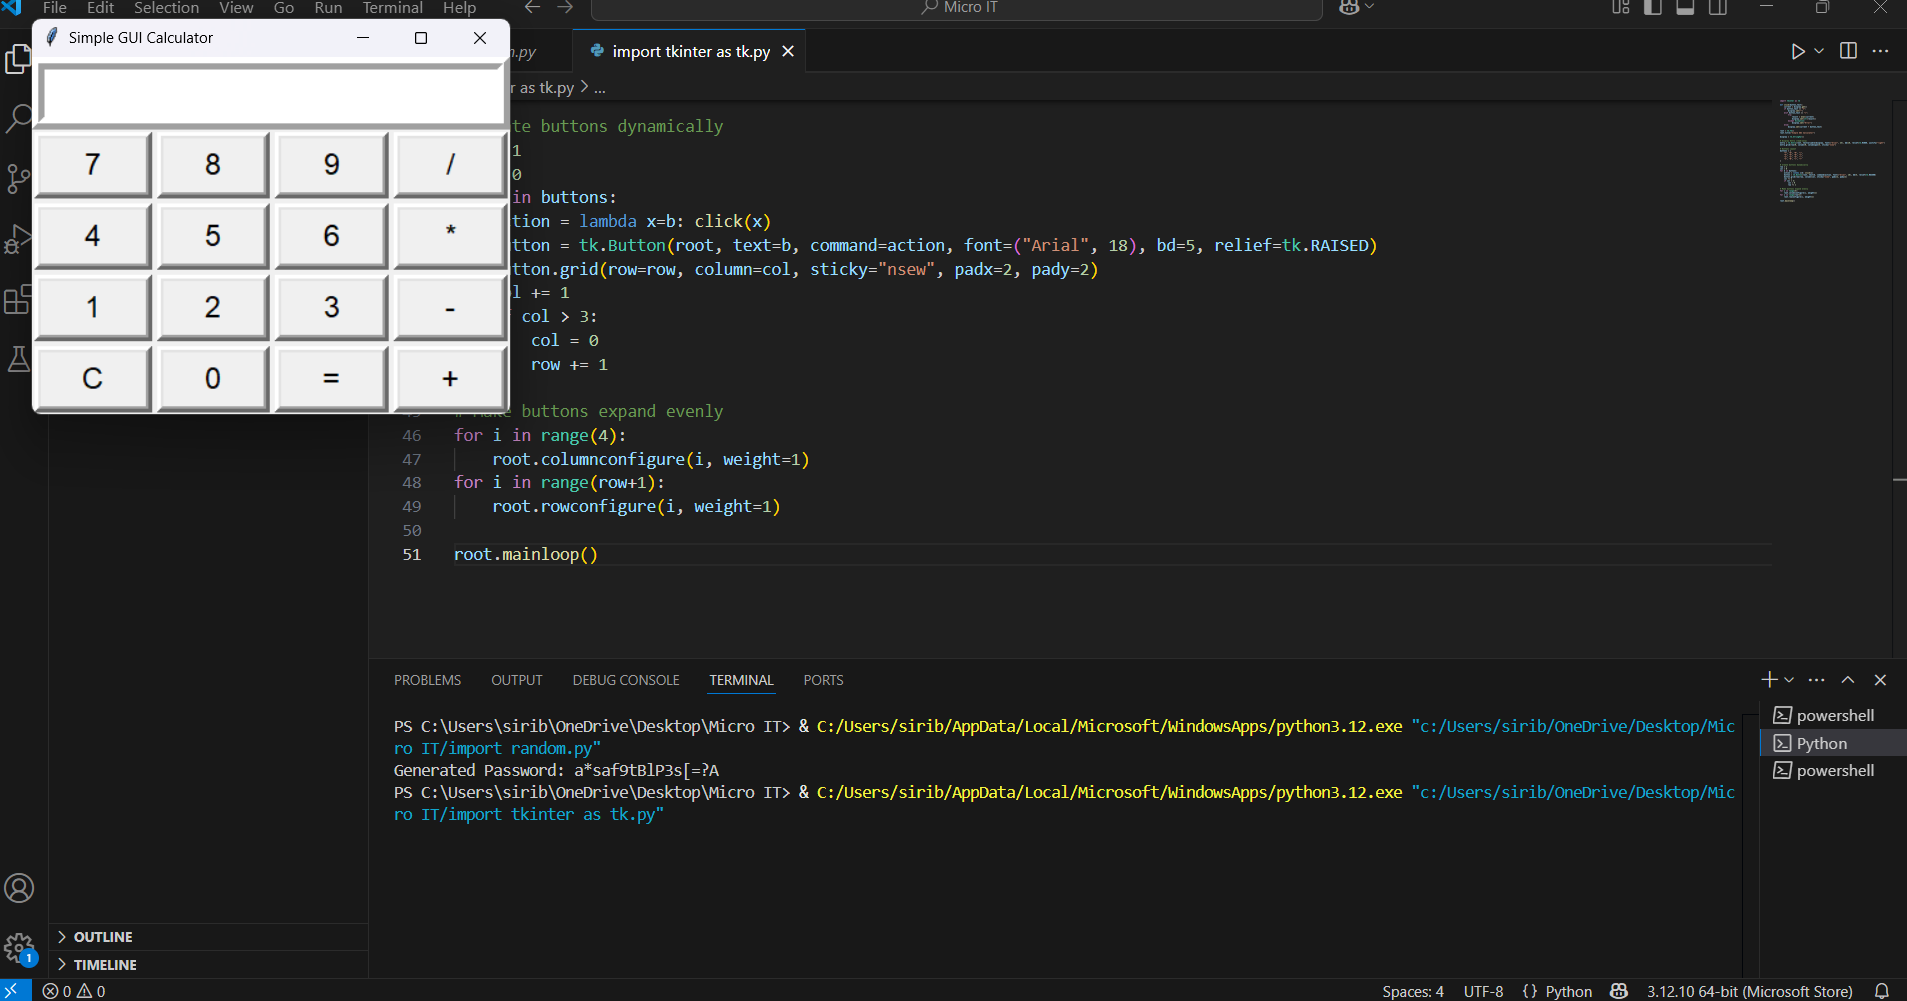 File Edit Selection View Go Run Terminal Help
Micro IT
Simple GUI Calculator
.py
import tkinter as tk.py
as tk.py > ...
7 8 9 /
4 5 6 *
1 2 3 -
C 0 = +
te buttons dynamically
1
0
in buttons:
tion = lambda x=b: click(x)
tton = tk.Button(root, text=b, command=action, font=("Arial", 18), bd=5, relief=tk.RAISED)
tton.grid(row=row, column=col, sticky="nsew", padx=2, pady=2)
l += 1
col > 3:
col = 0
row += 1
buttons expand evenly
46 for i in range(4):
47 root.columnconfigure(i, weight=1)
48 for i in range(row+1):
49 root.rowconfigure(i, weight=1)
50
51 root.mainloop()
PROBLEMS OUTPUT DEBUG CONSOLE TERMINAL PORTS
PS C:\Users\sirib\OneDrive\Desktop\Micro IT> & C:/Users/sirib/AppData/Local/Microsoft/WindowsApps/python3.12.exe "c:/Users/sirib/OneDrive/Desktop/Mic
ro IT/import random.py"
Generated Password: a*saf9tBlP3s[=?A
PS C:\Users\sirib\OneDrive\Desktop\Micro IT> & C:/Users/sirib/AppData/Local/Microsoft/WindowsApps/python3.12.exe "c:/Users/sirib/OneDrive/Desktop/Mic
ro IT/import tkinter as tk.py"
powershell
Python
powershell
OUTLINE
TIMELINE
1
0 0
Spaces: 4 UTF-8 {} Python 3.12.10 64-bit (Microsoft Store)